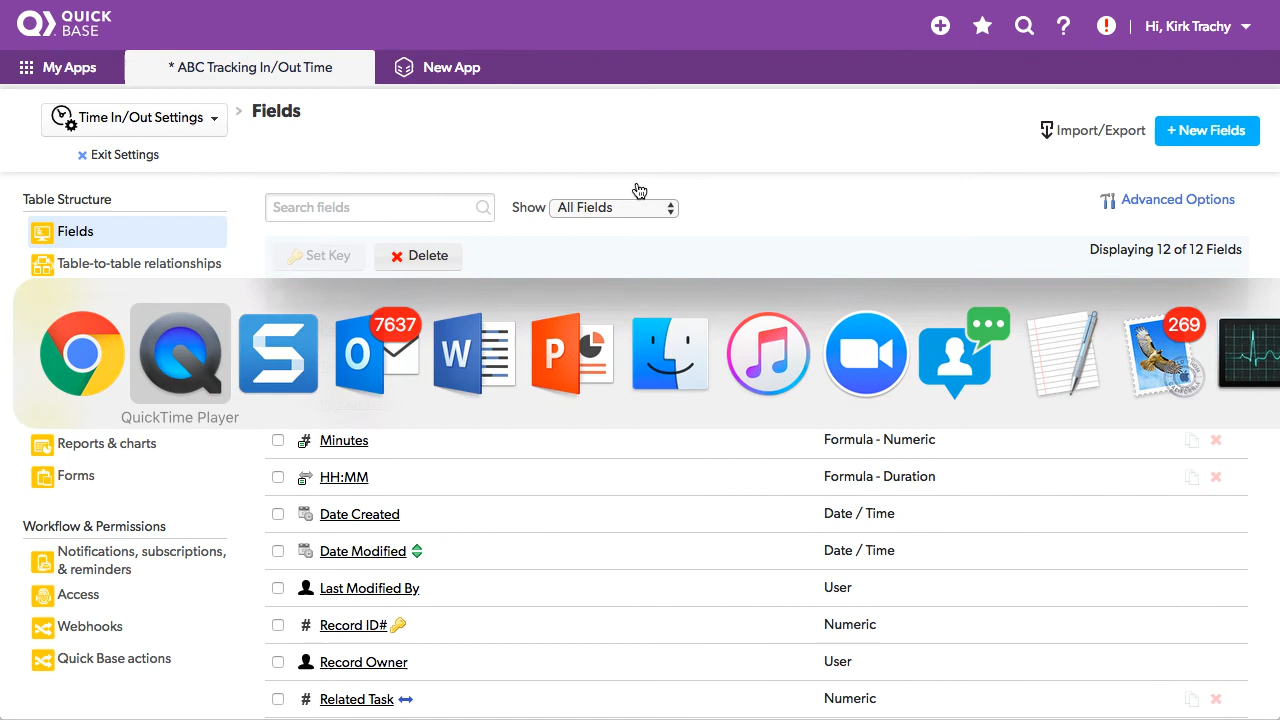 QUICK
BASE
Hi, Kirk Trachy
My Apps
* ABC Tracking In/Out Time
New App
Time In/Out Settings
> Fields
Import/Export
+ New Fields
Exit Settings
Table Structure
Search fields
Show
All Fields
Advanced Options
Fields
Table-to-table relationships
Set Key
Delete
Displaying 12 of 12 Fields
7637
269
QuickTime Player
Reports & charts
Minutes
Formula - Numeric
Forms
HH:MM
Formula - Duration
Date Created
Date / Time
Workflow & Permissions
Notifications, subscriptions,
& reminders
Date Modified
Date / Time
Access
Last Modified By
User
Webhooks
Record ID#
Numeric
Quick Base actions
Record Owner
User
Related Task
Numeric